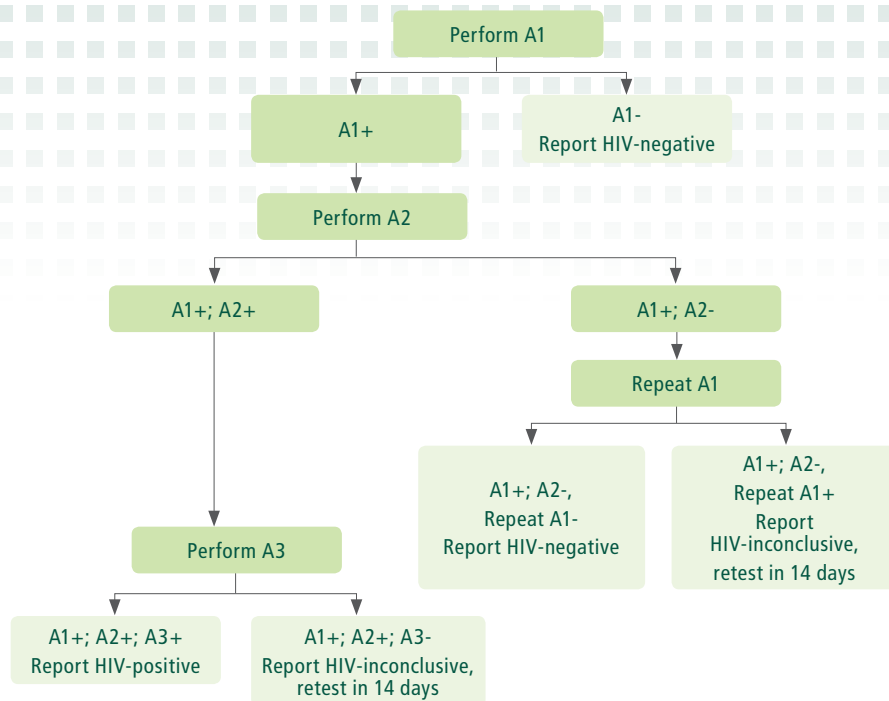 Perform A1
A1+
A1-
Report HIV-negative
Perform A2
A1+; A2+
A1+; A2-
Repeat A1
A1+; A2-,
Repeat A1-
Report HIV-negative
A1+; A2-,
Repeat A1+
Report
HIV-inconclusive,
retest in 14 days
Perform A3
A1+; A2+; A3+
Report HIV-positive
A1+; A2+; A3-
Report HIV-inconclusive,
retest in 14 days